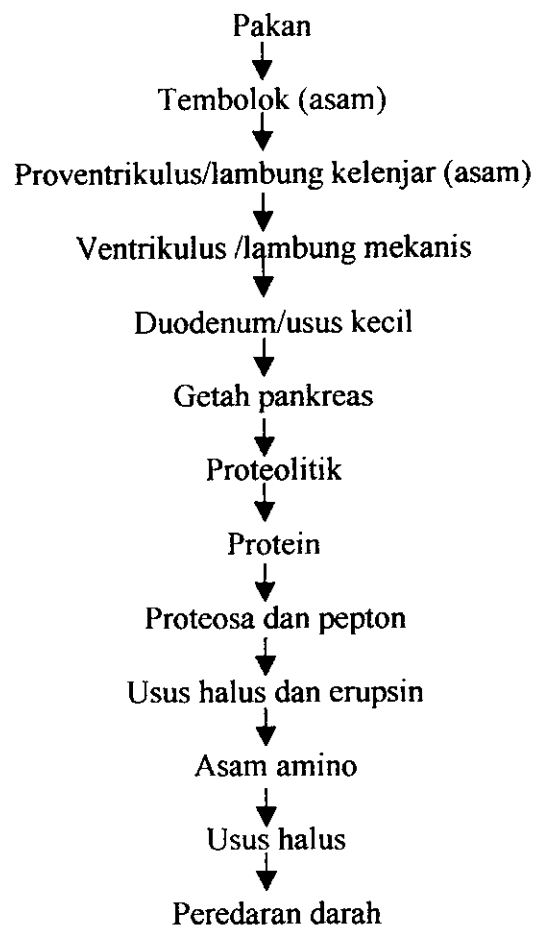 Pakan
Tembolok (asam)
Proventrikulus/lambung kelenjar (asam)
Ventrikulus /lambung mekanis
Duodenum/usus kecil
Getah pankreas
Proteolitik
Protein
Proteosa dan pepton
Usus halus dan erupsin
Asam amino
Usus halus
Peredaran darah